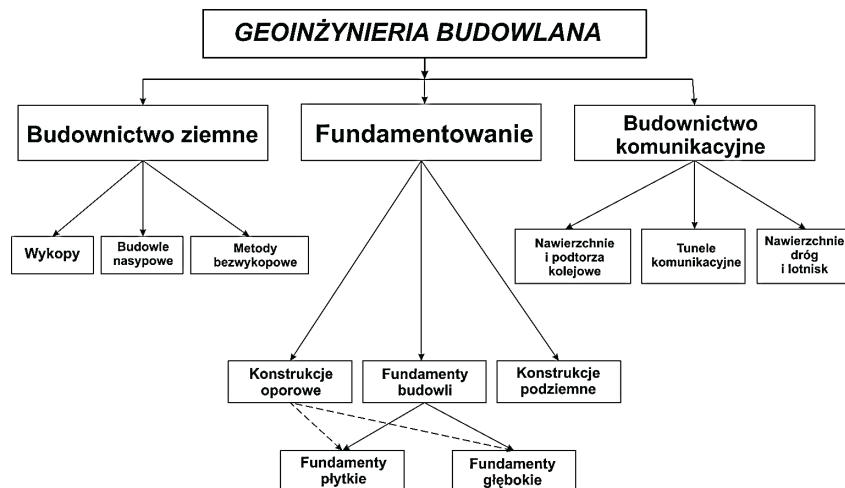 GEOINŻYNIERIA BUDOWLANA
Budownictwo ziemne
Fundamentowanie
Budownictwo
komunikacyjne
Wykopy
Budowle
nasypowe
Metody
bezwykopowe
Nawierzchnie
i podtorza
kolejowe
Tunele
komunikacyjne
Nawierzchnie
dróg
i lotnisk
Konstrukcje
oporowe
Fundamenty
budowli
Konstrukcje
podziemne
Fundamenty
płytkie
Fundamenty
głębokie